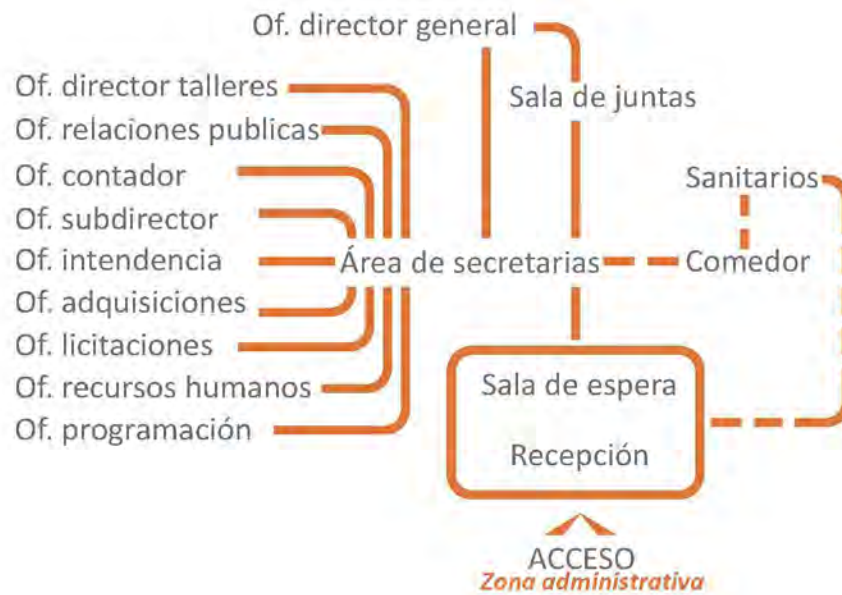 Of. director general
Of. director talleres
Sala de juntas
Of. relaciones publicas
Of. contador
Sanitarios
Of. subdirector
Of. intendencia
Área de secretarias
Comedor
Of. adquisiciones
Of. licitaciones
Of. recursos humanos
Sala de espera
Of. programación
Recepción
ACCESO
Zona administrativa